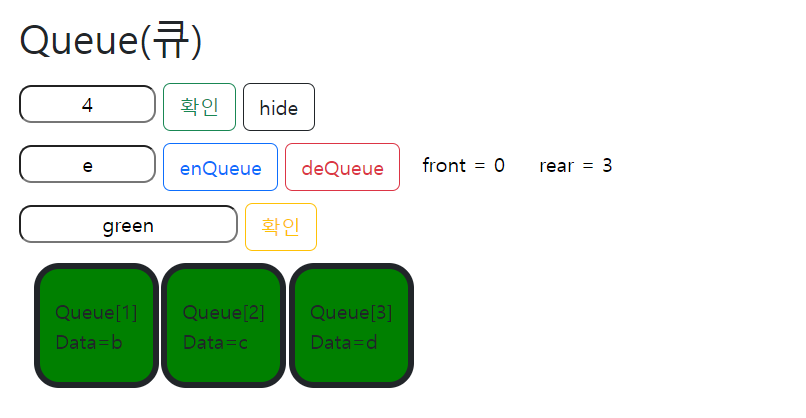 Queue(큐)
4 확인 hide
e enQueue deQueue front = 0 rear = 3
green 확인
Queue[1] Queue[2] Queue[3]
Data=b Data=c Data=d